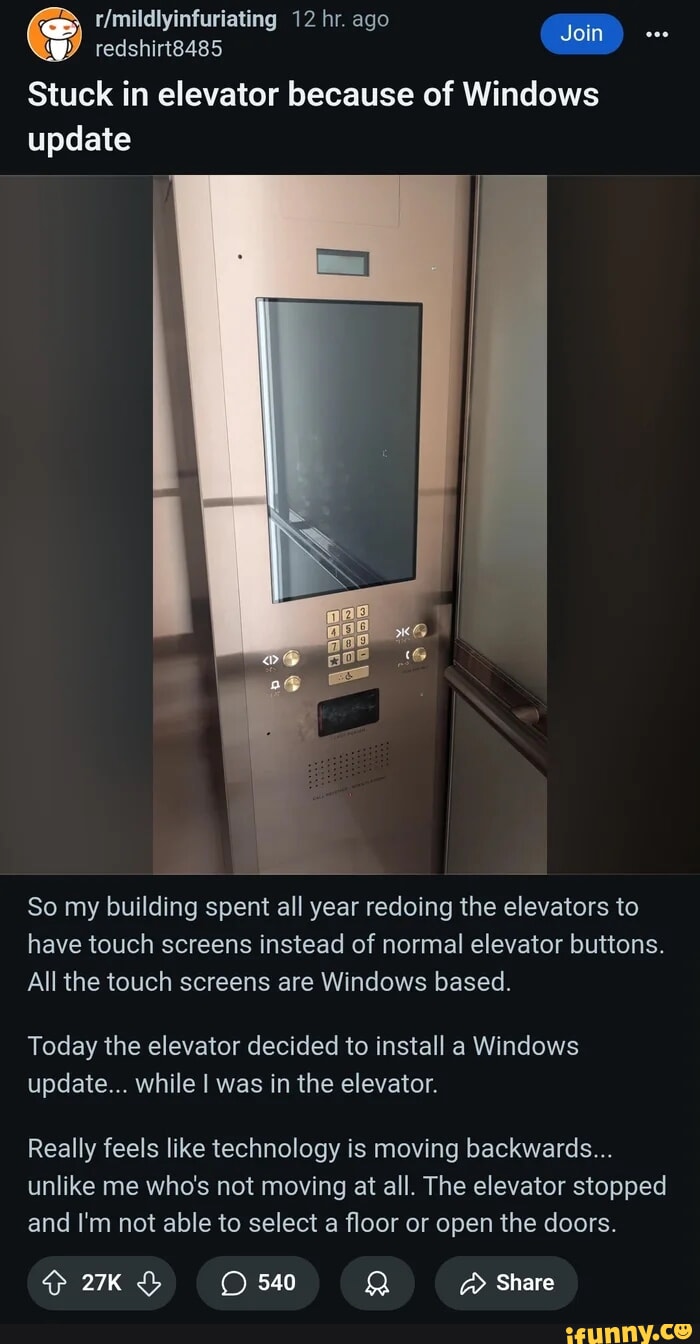 r/mildlyinfuriating 12 hr. ago
redshirt8485
Join
Stuck in elevator because of Windows
update
1 2 3
4 5 6
7 8 9
★ 0 -
So my building spent all year redoing the elevators to
have touch screens instead of normal elevator buttons.
All the touch screens are Windows based.
Today the elevator decided to install a Windows
update... while I was in the elevator.
Really feels like technology is moving backwards...
unlike me who's not moving at all. The elevator stopped
and I'm not able to select a floor or open the doors.
27K 540 Share
ifunny.co